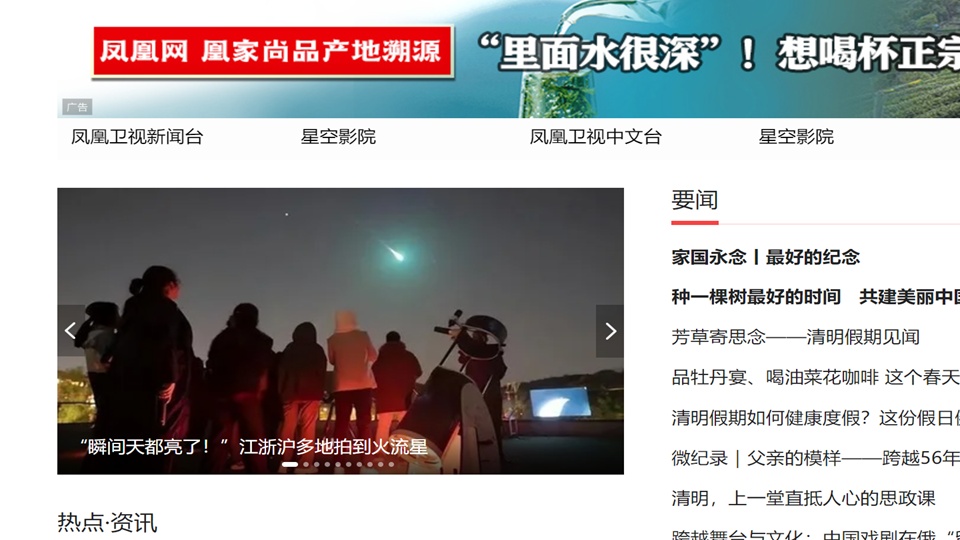 凤凰网 凰家尚品产地溯源
“里面水很深”！想喝杯正宗
广告
凤凰卫视新闻台 星空影院 凤凰卫视中文台 星空影院
要闻
家国永念丨最好的纪念
种一棵树最好的时间 共建美丽中国
芳草寄思念——清明假期见闻
品牡丹宴、喝油菜花咖啡 这个春天
清明假期如何健康度假？这份假日
微纪录｜父亲的模样——跨越56年
清明，上一堂直抵人心的思政课
跨越舞台与文化：中国戏剧在俄
“瞬间天都亮了！”江浙沪多地拍到火流星
热点·资讯